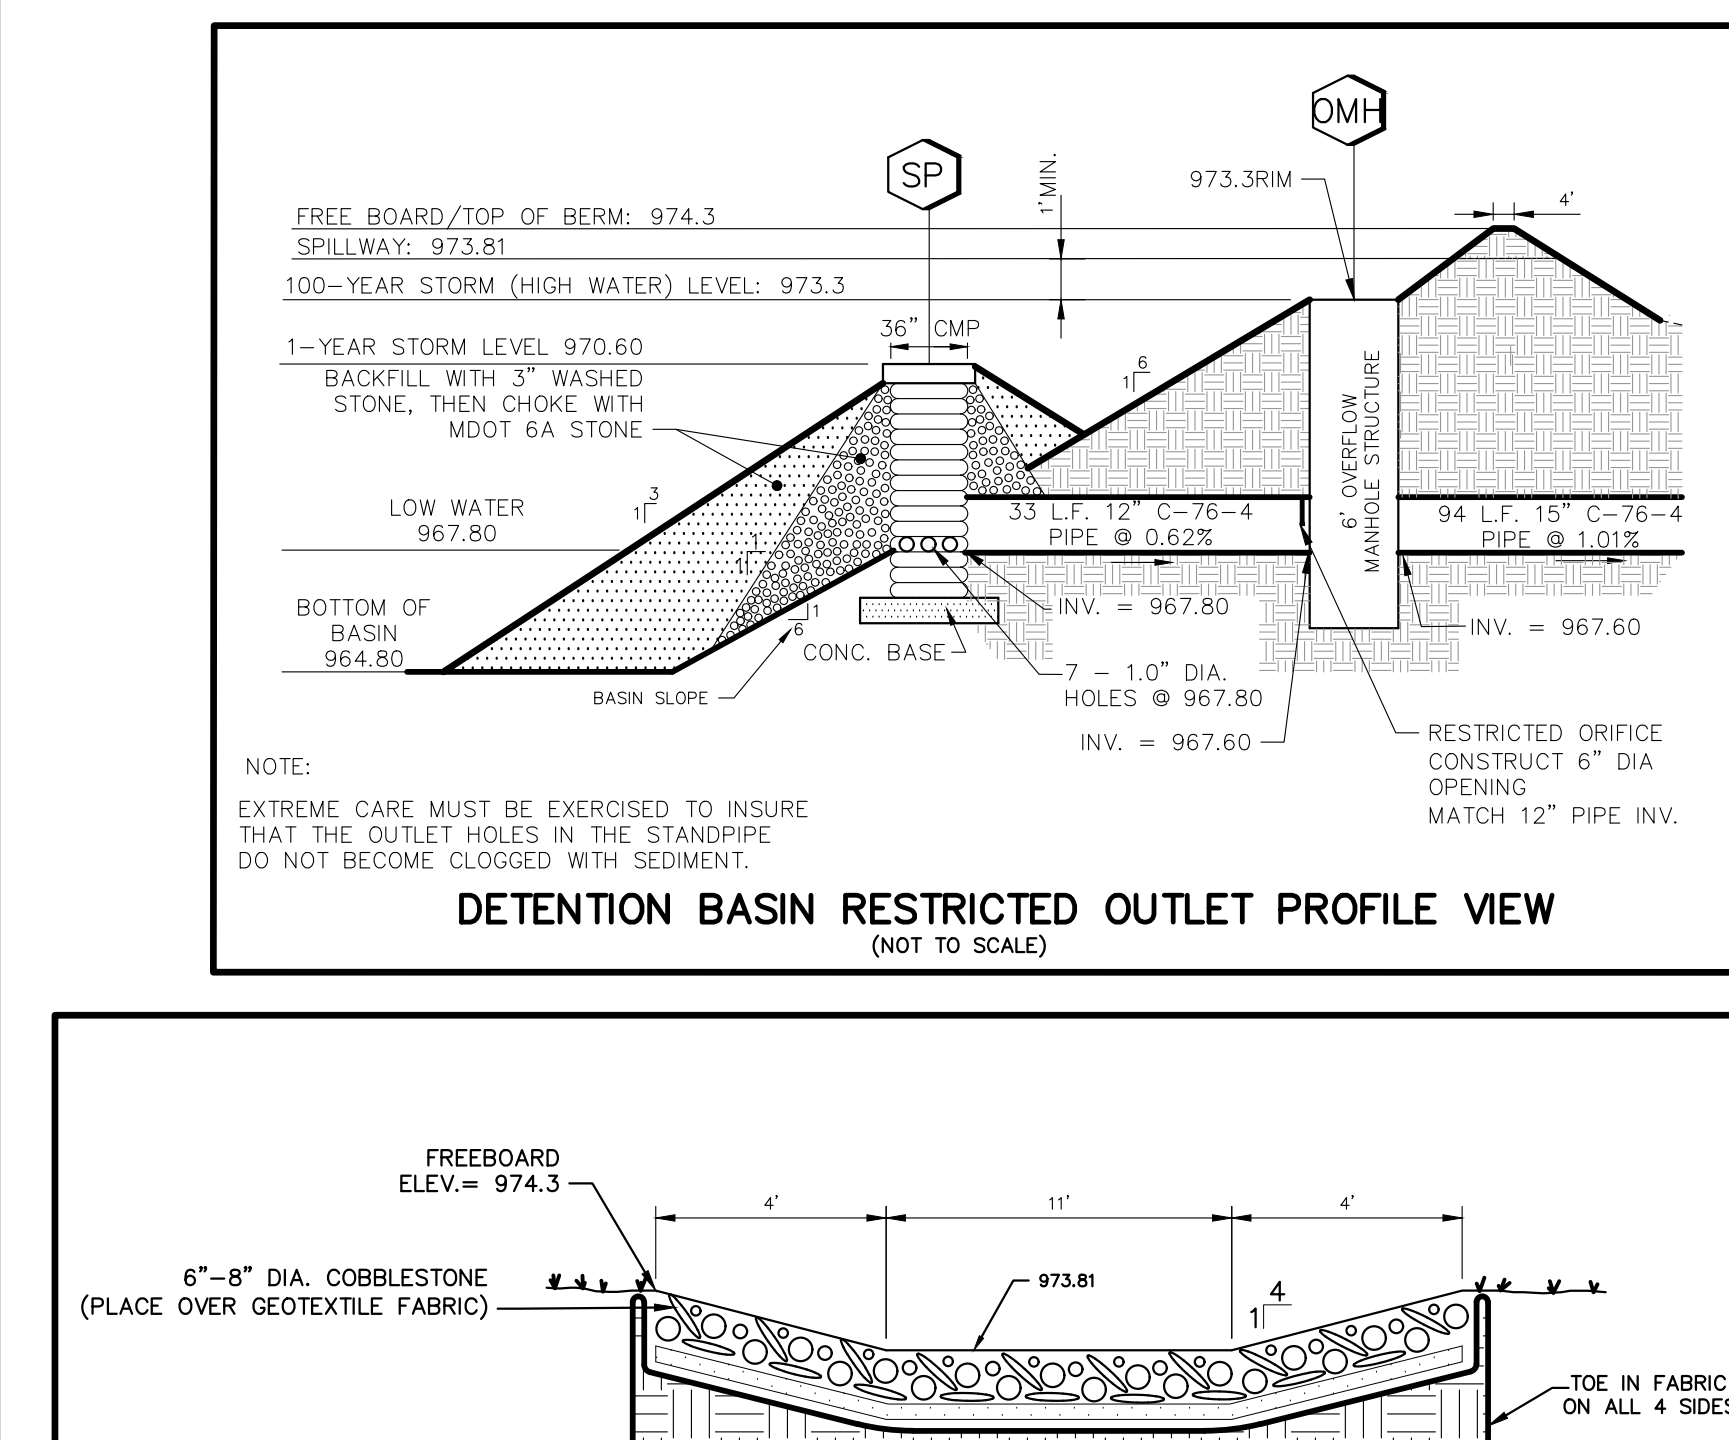 OMH
SP
1' MIN.
973.3RIM
4'
FREE BOARD/TOP OF BERM: 974.3
SPILLWAY: 973.81
100-YEAR STORM (HIGH WATER) LEVEL: 973.3
36" CMP
1-YEAR STORM LEVEL 970.60
BACKFILL WITH 3" WASHED
STONE, THEN CHOKE WITH
MDOT 6A STONE
6
1
6' OVERFLOW
MANHOLE STRUCTURE
3
1
LOW WATER
967.80
33 L.F. 12" C-76-4
PIPE @ 0.62%
94 L.F. 15" C-76-4
PIPE @ 1.01%
1
1
BOTTOM OF
BASIN
964.80
1
6
INV. = 967.80
INV. = 967.60
CONC. BASE
BASIN SLOPE
7 - 1.0" DIA.
HOLES @ 967.80
INV. = 967.60
RESTRICTED ORIFICE
CONSTRUCT 6" DIA
OPENING
MATCH 12" PIPE INV.
NOTE:
EXTREME CARE MUST BE EXERCISED TO INSURE
THAT THE OUTLET HOLES IN THE STANDPIPE
DO NOT BECOME CLOGGED WITH SEDIMENT.
DETENTION BASIN RESTRICTED OUTLET PROFILE VIEW
(NOT TO SCALE)
FREEBOARD
ELEV.= 974.3
4'
11'
4'
6"-8" DIA. COBBLESTONE
(PLACE OVER GEOTEXTILE FABRIC)
973.81
4
1
TOE IN FABRIC
ON ALL 4 SIDES